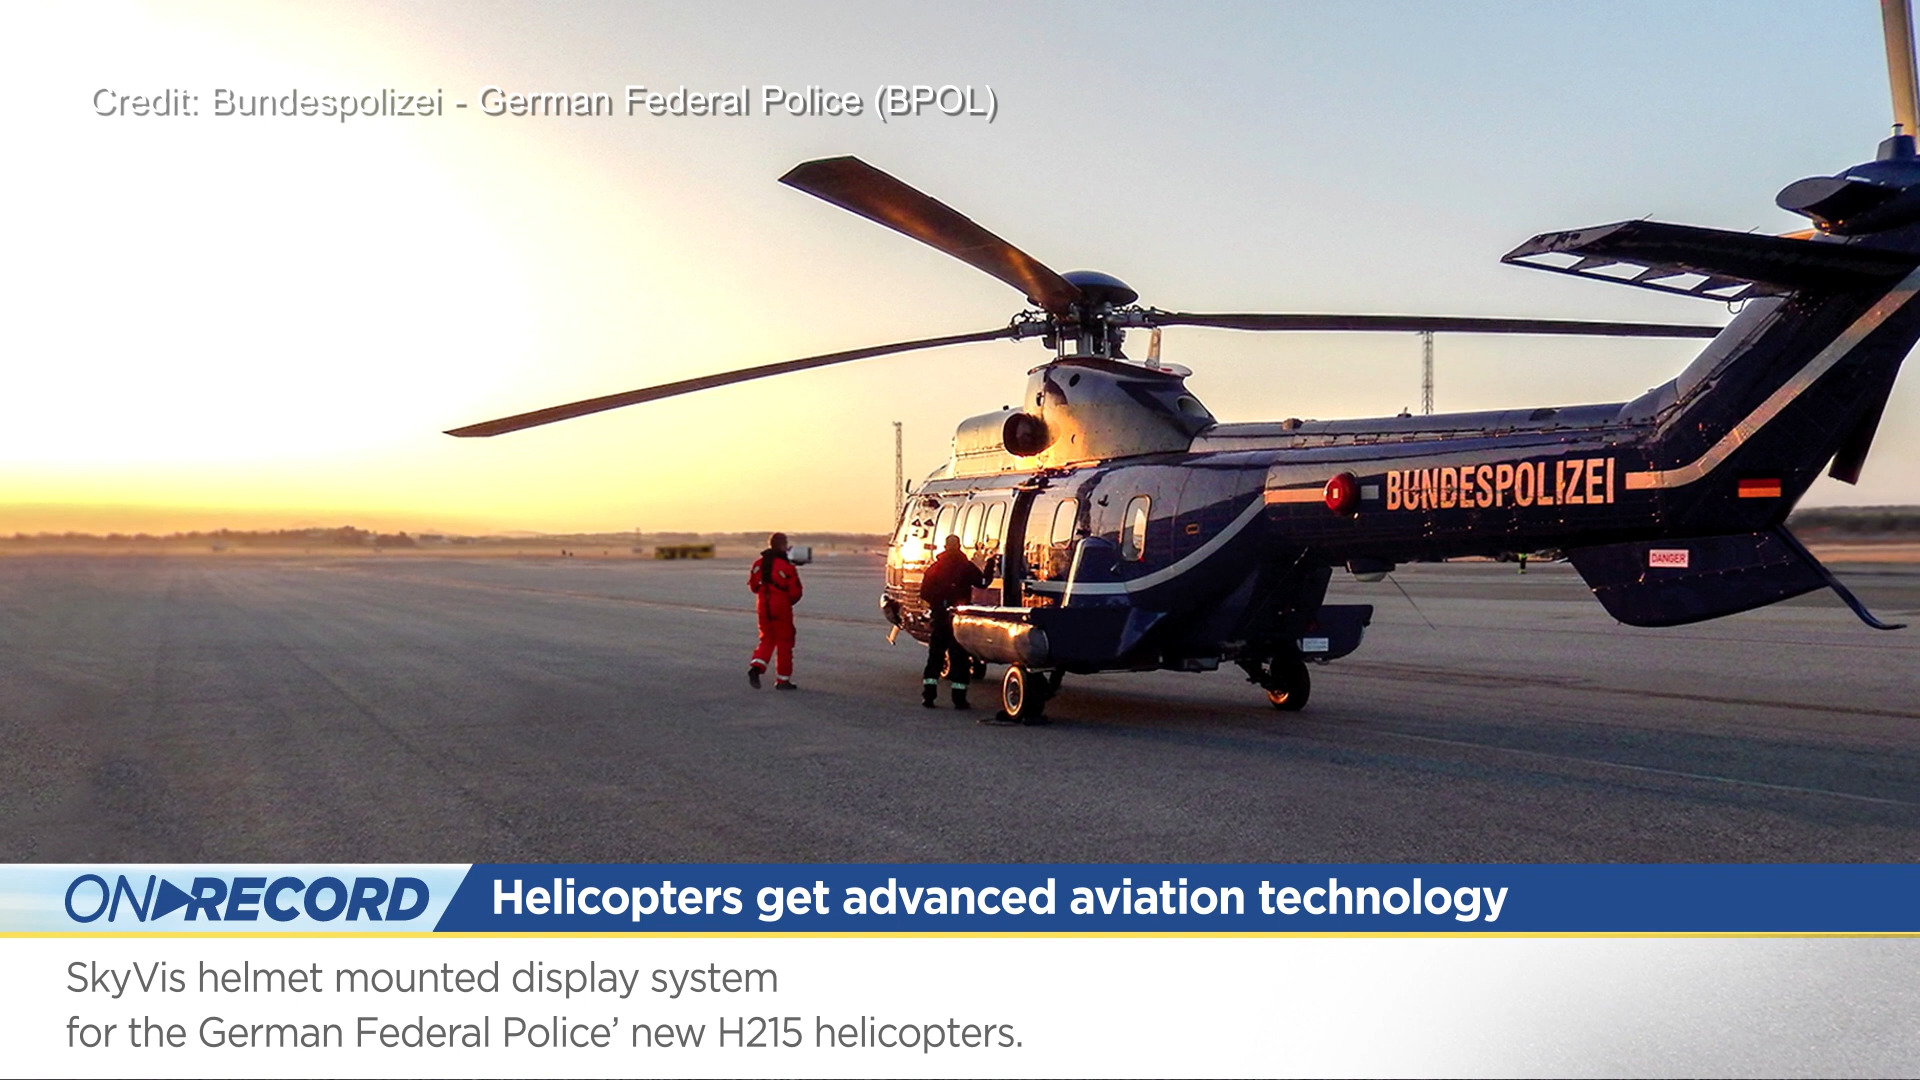 Credit: Bundespolizei - German Federal Police (BPOL)
BUNDESPOLIZEI
DANGER
ON RECORD
Helicopters get advanced aviation technology
SkyVis helmet mounted display system
for the German Federal Police’ new H215 helicopters.